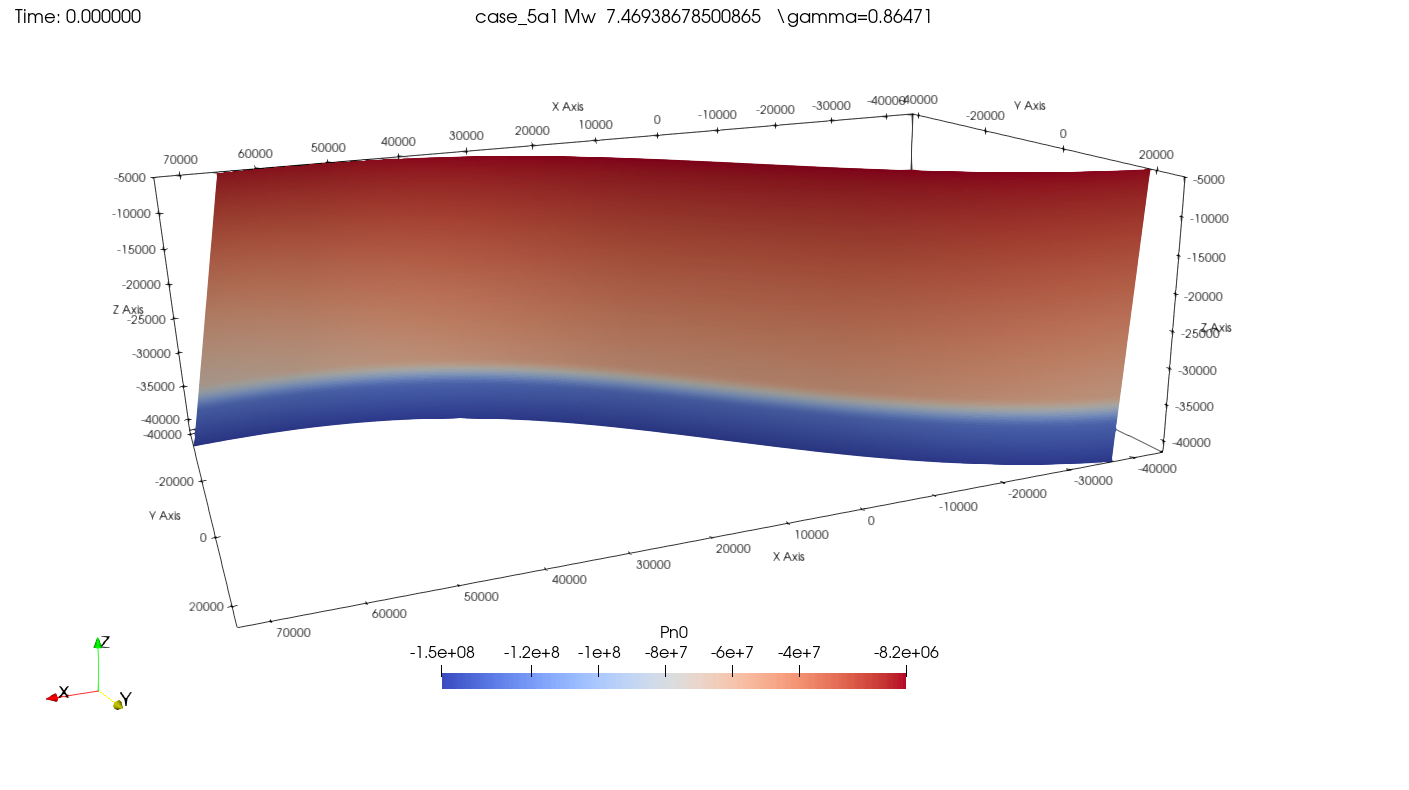 Time: 0.000000
case_5a1 Mw 7.46938678500865 \gamma=0.86471
X Axis
Y Axis
70000 60000 50000 40000 30000 20000 10000 0 -10000 -20000 -30000 -40000
-40000 -20000 0 20000
-5000
-10000
-15000
-20000
Z Axis
-25000
-30000
-35000
-40000
-5000
-10000
-15000
-20000
-25000
Z Axis
-30000
-35000
-40000
-40000
-20000
Y Axis
0
20000
70000 60000 50000 40000 30000 20000 10000 0 -10000 -20000 -30000 -40000
X Axis
Pn0
-1.5e+08 -1.2e+8 -1e+8 -8e+7 -6e+7 -4e+7 -8.2e+06
Z
X
Y